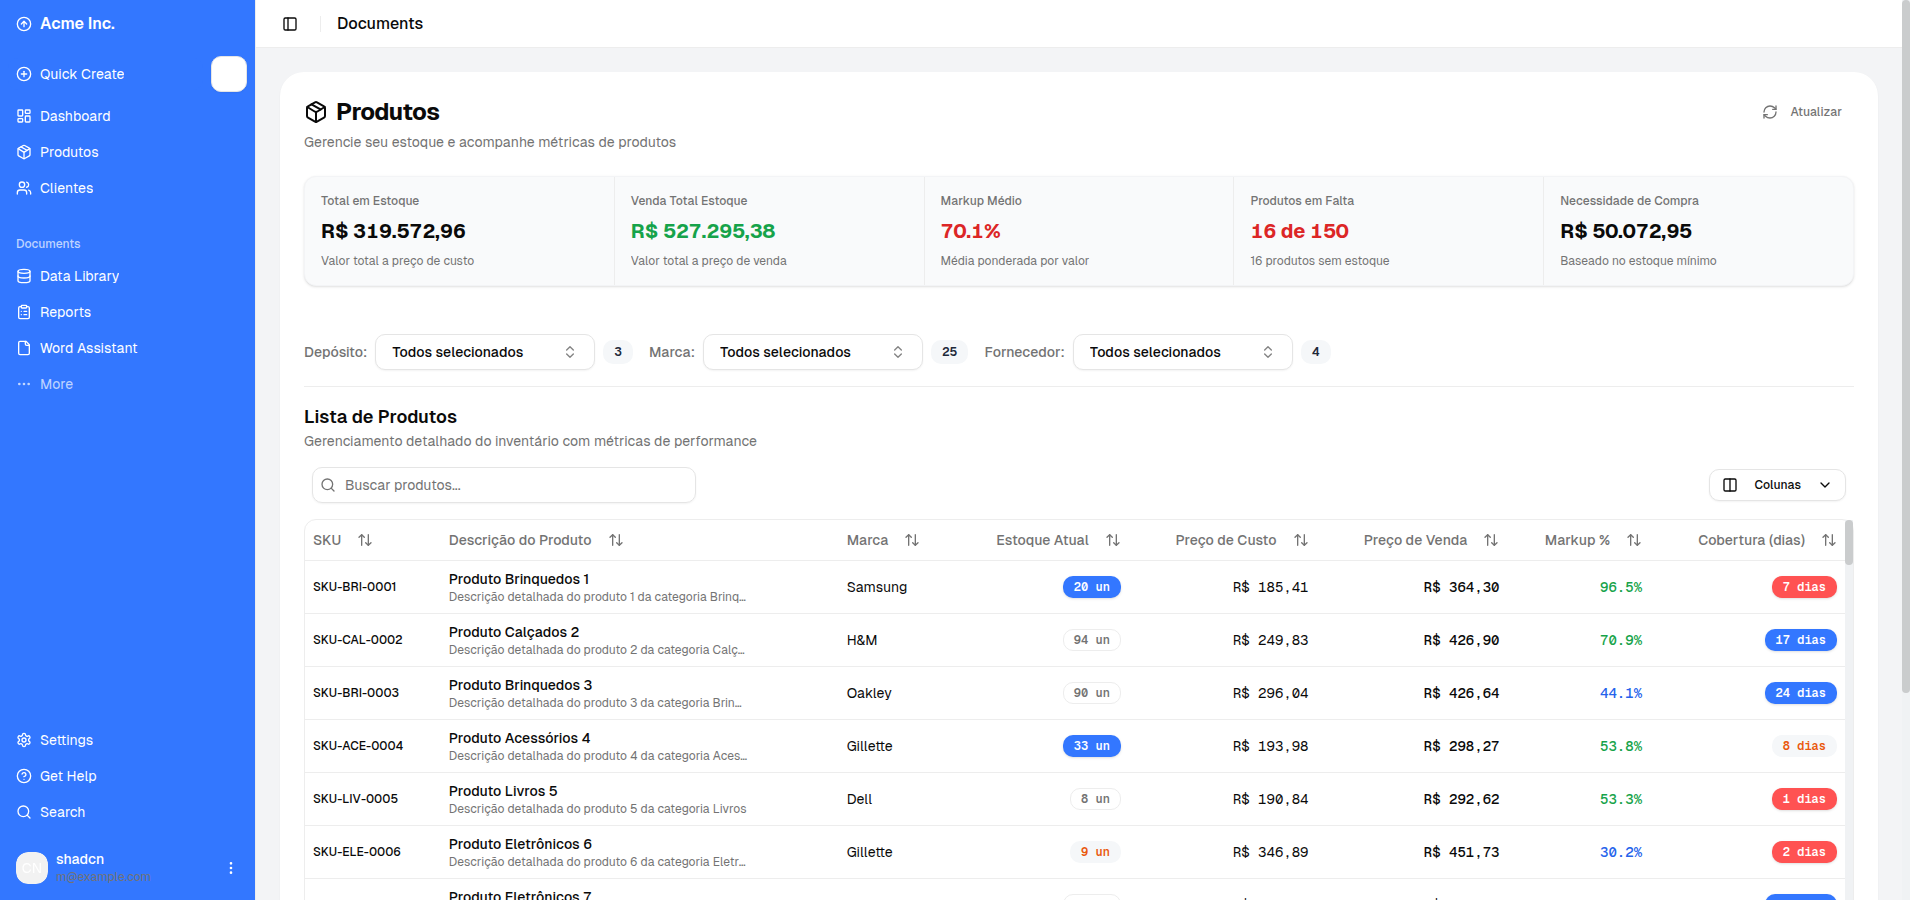 Acme Inc.
Quick Create
Dashboard
Produtos
Clientes
Documents
Data Library
Reports
Word Assistant
More
Settings
Get Help
Search
CN
shadcn
m@example.com
Documents
Produtos
Atualizar
Gerencie seu estoque e acompanhe métricas de produtos
Total em Estoque
R$ 319.572,96
Valor total a preço de custo
Venda Total Estoque
R$ 527.295,38
Valor total a preço de venda
Markup Médio
70.1%
Média ponderada por valor
Produtos em Falta
16 de 150
16 produtos sem estoque
Necessidade de Compra
R$ 50.072,95
Baseado no estoque mínimo
Depósito: Todos selecionados 3 Marca: Todos selecionados 25 Fornecedor: Todos selecionados 4
Lista de Produtos
Gerenciamento detalhado do inventário com métricas de performance
Buscar produtos...
Colunas
SKU Descrição do Produto Marca Estoque Atual Preço de Custo Preço de Venda Markup % Cobertura (dias)
SKU-BRI-0001 Produto Brinquedos 1 Samsung 20 un R$ 185,41 R$ 364,30 96.5% 7 dias
Descrição detalhada do produto 1 da categoria Brinq...
SKU-CAL-0002 Produto Calçados 2 H&M 94 un R$ 249,83 R$ 426,90 70.9% 17 dias
Descrição detalhada do produto 2 da categoria Calç...
SKU-BRI-0003 Produto Brinquedos 3 Oakley 90 un R$ 296,04 R$ 426,64 44.1% 24 dias
Descrição detalhada do produto 3 da categoria Brin...
SKU-ACE-0004 Produto Acessórios 4 Gillette 33 un R$ 193,98 R$ 298,27 53.8% 8 dias
Descrição detalhada do produto 4 da categoria Aces...
SKU-LIV-0005 Produto Livros 5 Dell 8 un R$ 190,84 R$ 292,62 53.3% 1 dias
Descrição detalhada do produto 5 da categoria Livros
SKU-ELE-0006 Produto Eletrônicos 6 Gillette 9 un R$ 346,89 R$ 451,73 30.2% 2 dias
Descrição detalhada do produto 6 da categoria Eletr...
Produto Eletrônicos 7